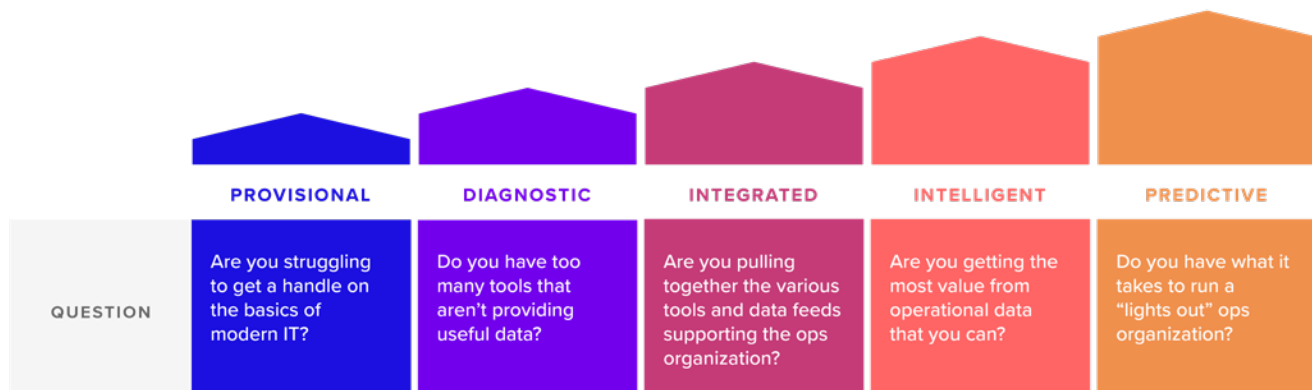 PROVISIONAL
DIAGNOSTIC
INTEGRATED
INTELLIGENT
PREDICTIVE
QUESTION
Are you struggling
to get a handle on
the basics of
modern IT?
Do you have too
many tools that
aren’t providing
useful data?
Are you pulling
together the various
tools and data feeds
supporting the ops
organization?
Are you getting the
most value from
operational data
that you can?
Do you have what it
takes to run a
“lights out” ops
organization?